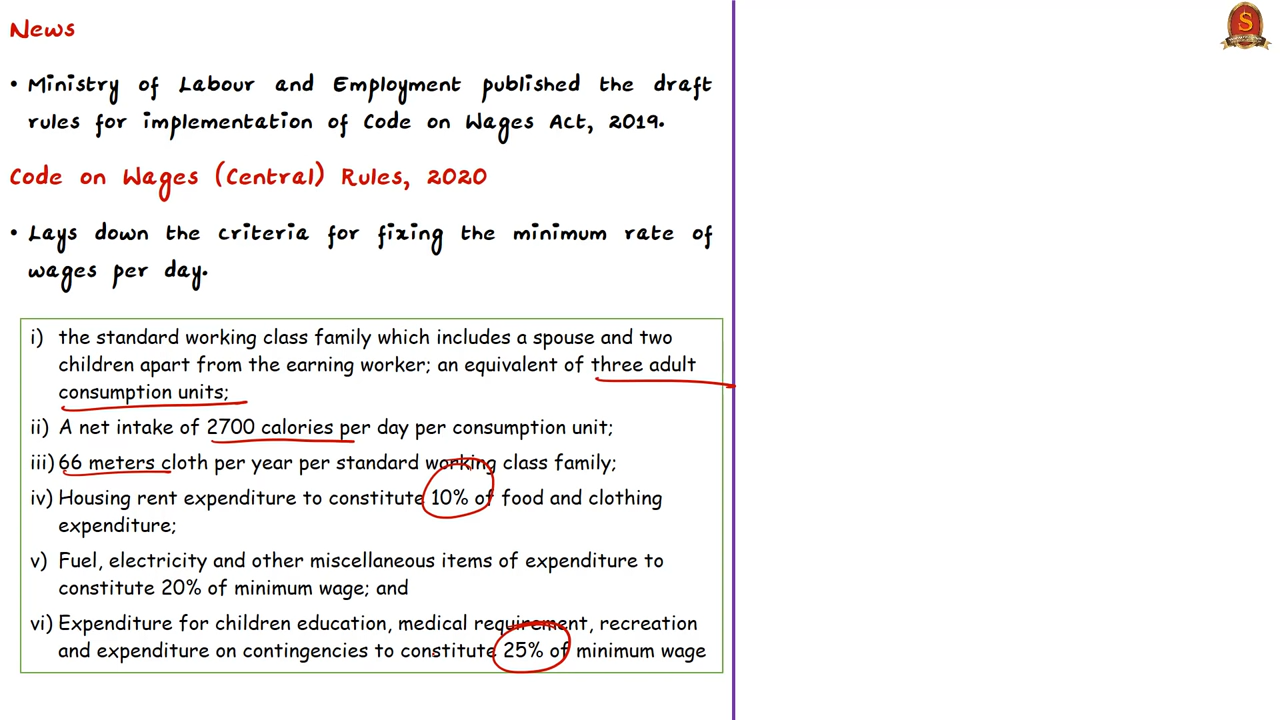 News
• Ministry of Labour and Employment published the draft
rules for implementation of Code on Wages Act, 2019.
Code on Wages (Central) Rules, 2020
• Lays down the criteria for fixing the minimum rate of
wages per day.
i) the standard working class family which includes a spouse and two
children apart from the earning worker; an equivalent of three adult
consumption units;
ii) A net intake of 2700 calories per day per consumption unit;
iii) 66 meters cloth per year per standard working class family;
iv) Housing rent expenditure to constitute 10% of food and clothing
expenditure;
v) Fuel, electricity and other miscellaneous items of expenditure to
constitute 20% of minimum wage; and
vi) Expenditure for children education, medical requirement, recreation
and expenditure on contingencies to constitute 25% of minimum wage
S